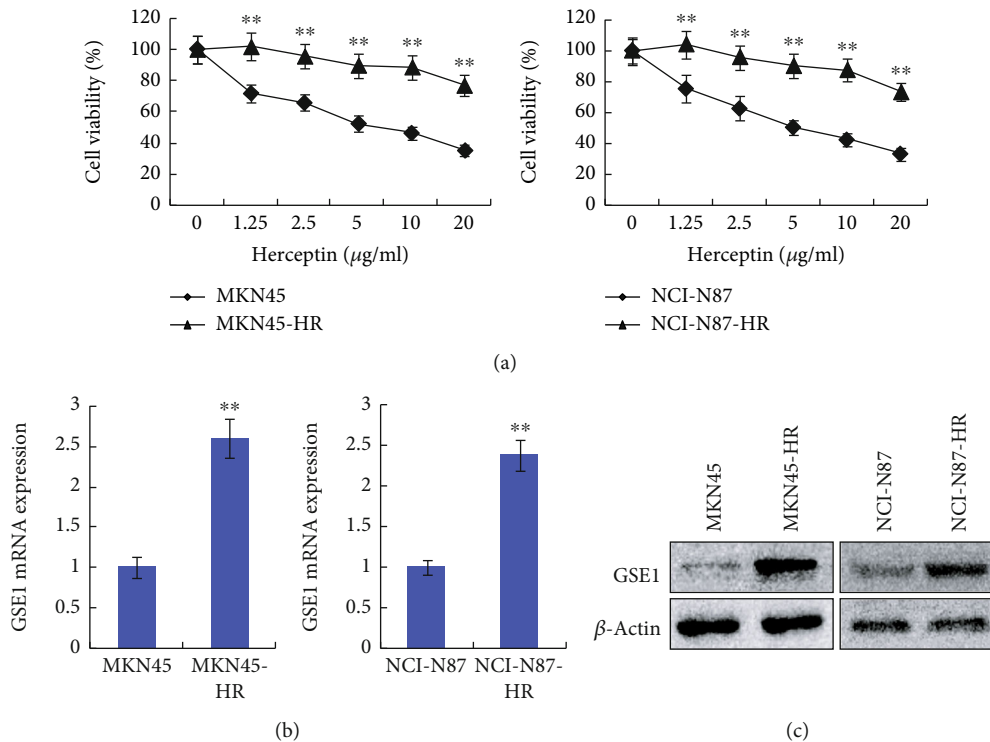 120
100
80
60
40
20
0
Cell viability (%)
** ** ** ** **
0 1.25 2.5 5 10 20
Herceptin (μg/ml)
MKN45
MKN45-HR
120
100
80
60
40
20
0
Cell viability (%)
** ** ** ** **
0 1.25 2.5 5 10 20
Herceptin (μg/ml)
NCI-N87
NCI-N87-HR
(a)
3
2.5
2
1.5
1
0.5
0
GSE1 mRNA expression
**
MKN45 MKN45-
HR
3
2.5
2
1.5
1
0.5
0
GSE1 mRNA expression
**
NCI-N87 NCI-N87-
HR
(b)
MKN45
MKN45-HR
NCI-N87
NCI-N87-HR
GSE1
β-Actin
(c)